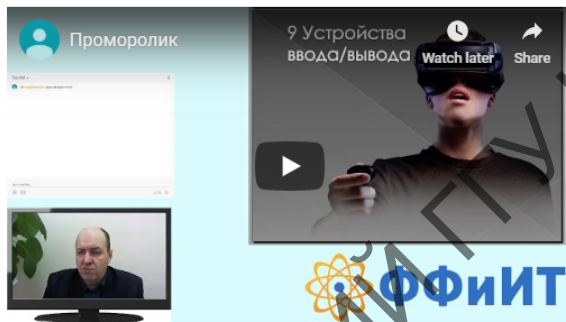 Проморолик
9 Устройства
ввода/вывода
Watch later
Share
ФФиИТ